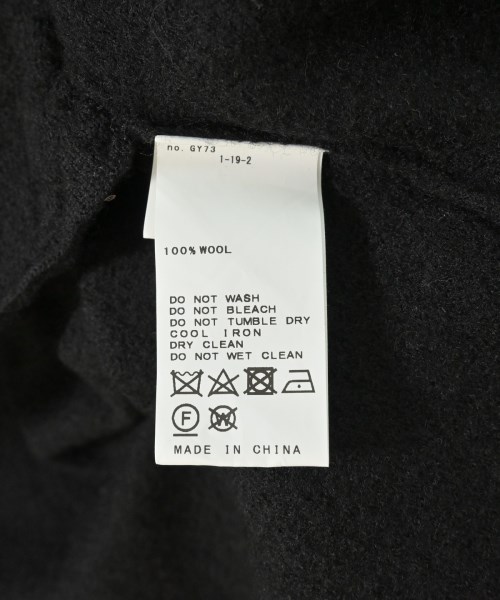 no. GY73
1-19-2
100% WOOL
DO NOT WASH
DO NOT BLEACH
DO NOT TUMBLE DRY
COOL IRON
DRY CLEAN
DO NOT WET CLEAN
F W
MADE IN CHINA